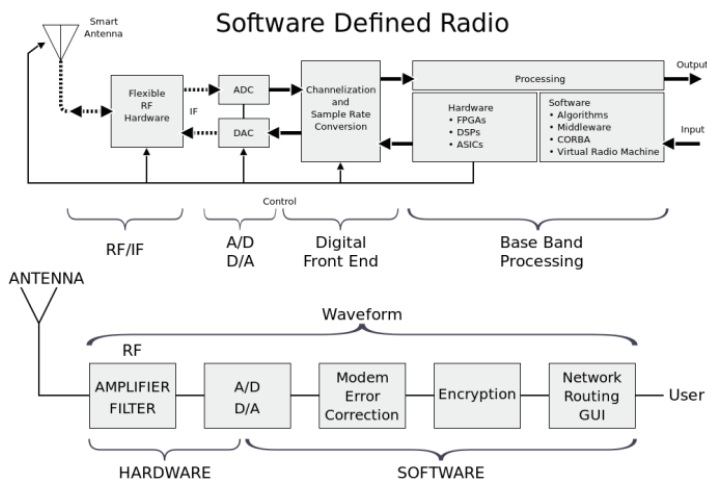 Software Defined Radio
Smart
Antenna
Flexible
RF
Hardware
IF
ADC
DAC
Channelization
and
Sample Rate
Conversion
Processing
Hardware
• FPGAs
• DSPs
• ASICs
Software
• Algorithms
• Middleware
• CORBA
• Virtual Radio Machine
Output
Input
Control
RF/IF
A/D
D/A
Digital
Front End
Base Band
Processing
ANTENNA
Waveform
RF
AMPLIFIER
FILTER
A/D
D/A
Modem
Error
Correction
Encryption
Network
Routing
GUI
User
HARDWARE
SOFTWARE